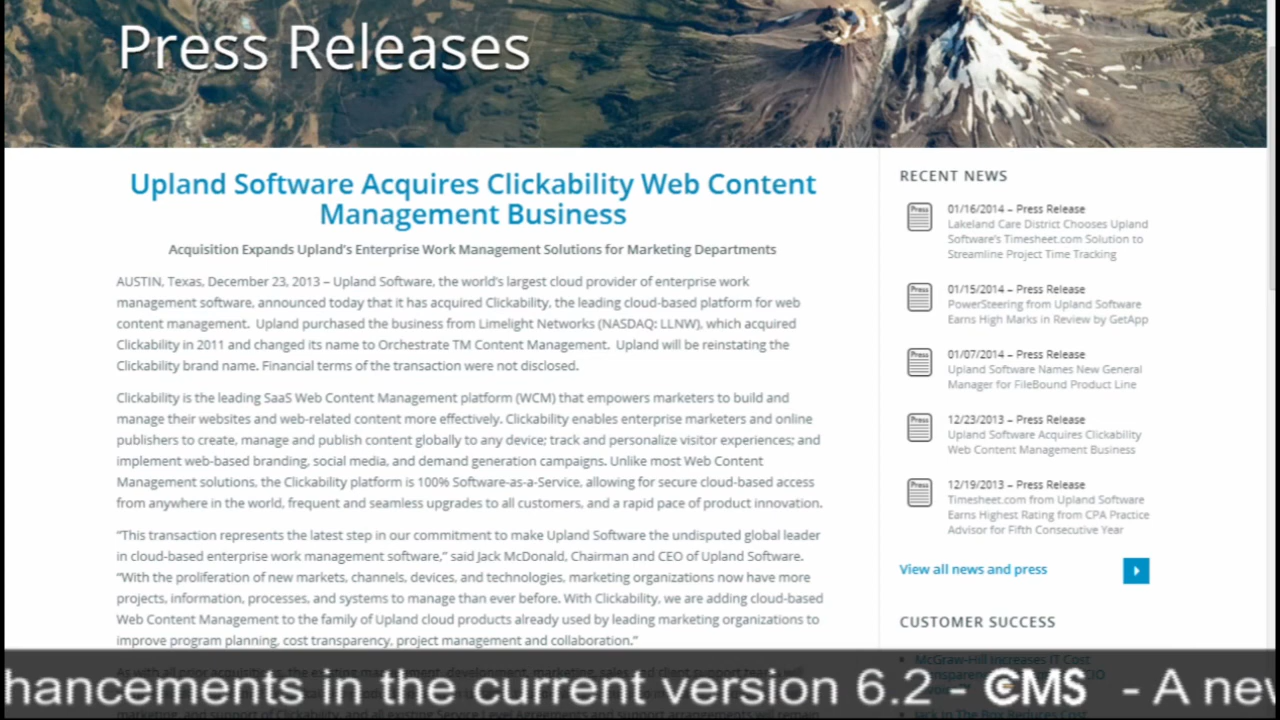 Press Releases
Upland Software Acquires Clickability Web Content
Management Business
Acquisition Expands Upland's Enterprise Work Management Solutions for Marketing Departments
AUSTIN, Texas, December 23, 2013 – Upland Software, the world's largest cloud provider of enterprise work
management software, announced today that it has acquired Clickability, the leading cloud-based platform for web
content management.  Upland purchased the business from Limelight Networks (NASDAQ: LLNW), which acquired
Clickability in 2011 and changed its name to Orchestrate TM Content Management.  Upland will be reinstating the
Clickability brand name. Financial terms of the transaction were not disclosed.
Clickability is the leading SaaS Web Content Management platform (WCM) that empowers marketers to build and
manage their websites and web-related content more effectively. Clickability enables enterprise marketers and online
publishers to create, manage and publish content globally to any device; track and personalize visitor experiences; and
implement web-based branding, social media, and demand generation campaigns. Unlike most Web Content
Management solutions, the Clickability platform is 100% Software-as-a-Service, allowing for secure cloud-based access
from anywhere in the world, frequent and seamless upgrades to all customers, and a rapid pace of product innovation.
“This transaction represents the latest step in our commitment to make Upland Software the undisputed global leader
in cloud-based enterprise work management software,” said Jack McDonald, Chairman and CEO of Upland Software.
“With the proliferation of new markets, channels, devices, and technologies, marketing organizations now have more
projects, information, processes, and systems to manage than ever before. With Clickability, we are adding cloud-based
Web Content Management to the family of Upland cloud products already used by leading marketing organizations to
improve program planning, cost transparency, project management and collaboration.”
RECENT NEWS
Press
01/16/2014 – Press Release
Lakeland Care District Chooses Upland
Software's Timesheet.com Solution to
Streamline Project Time Tracking
Press
01/15/2014 – Press Release
PowerSteering from Upland Software
Earns High Marks in Review by GetApp
Press
01/07/2014 – Press Release
Upland Software Names New General
Manager for FileBound Product Line
Press
12/23/2013 – Press Release
Upland Software Acquires Clickability
Web Content Management Business
Press
12/19/2013 – Press Release
Timesheet.com from Upland Software
Earns Highest Rating from CPA Practice
Advisor for Fifth Consecutive Year
View all news and press
CUSTOMER SUCCESS
McGraw-Hill Increases IT Cost
Jack In The Box Reduces Cost
hancements in the current version 6.2 - CMS - A new